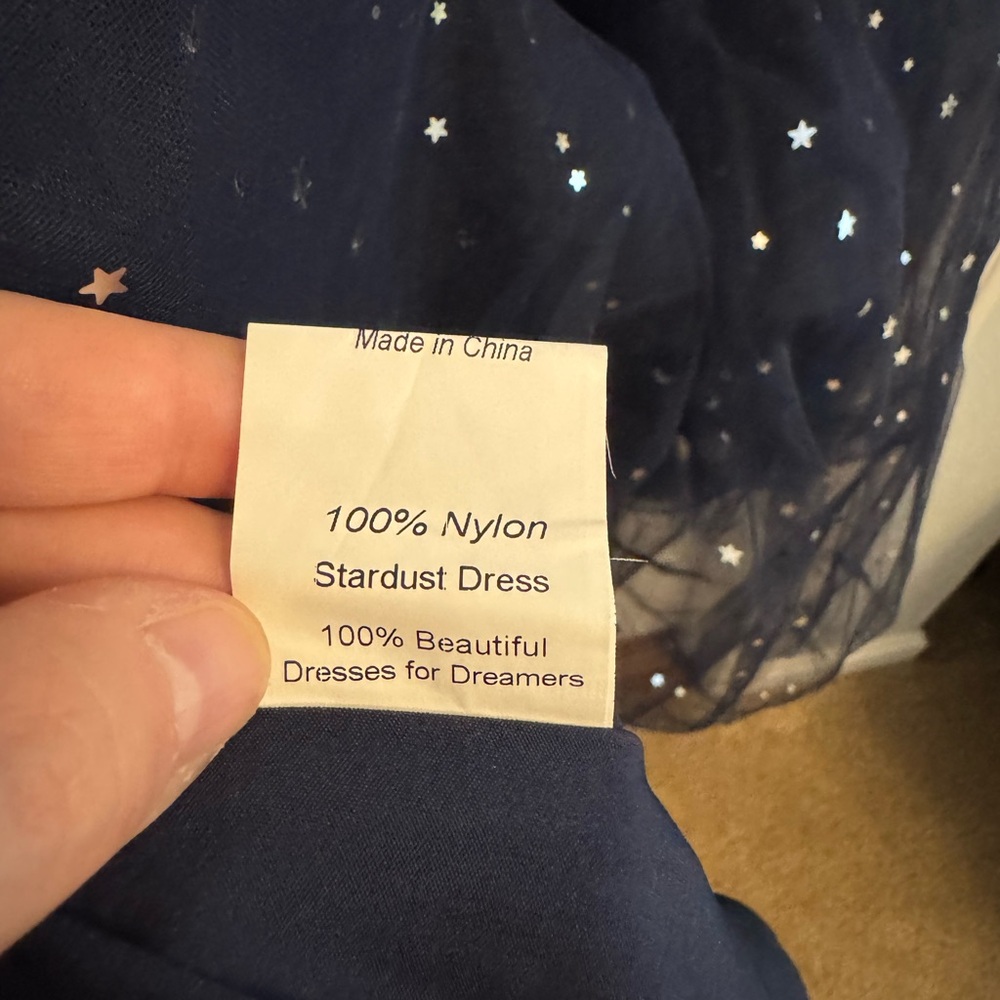 Made in China
100% Nylon
Stardust Dress
100% Beautiful
Dresses for Dreamers